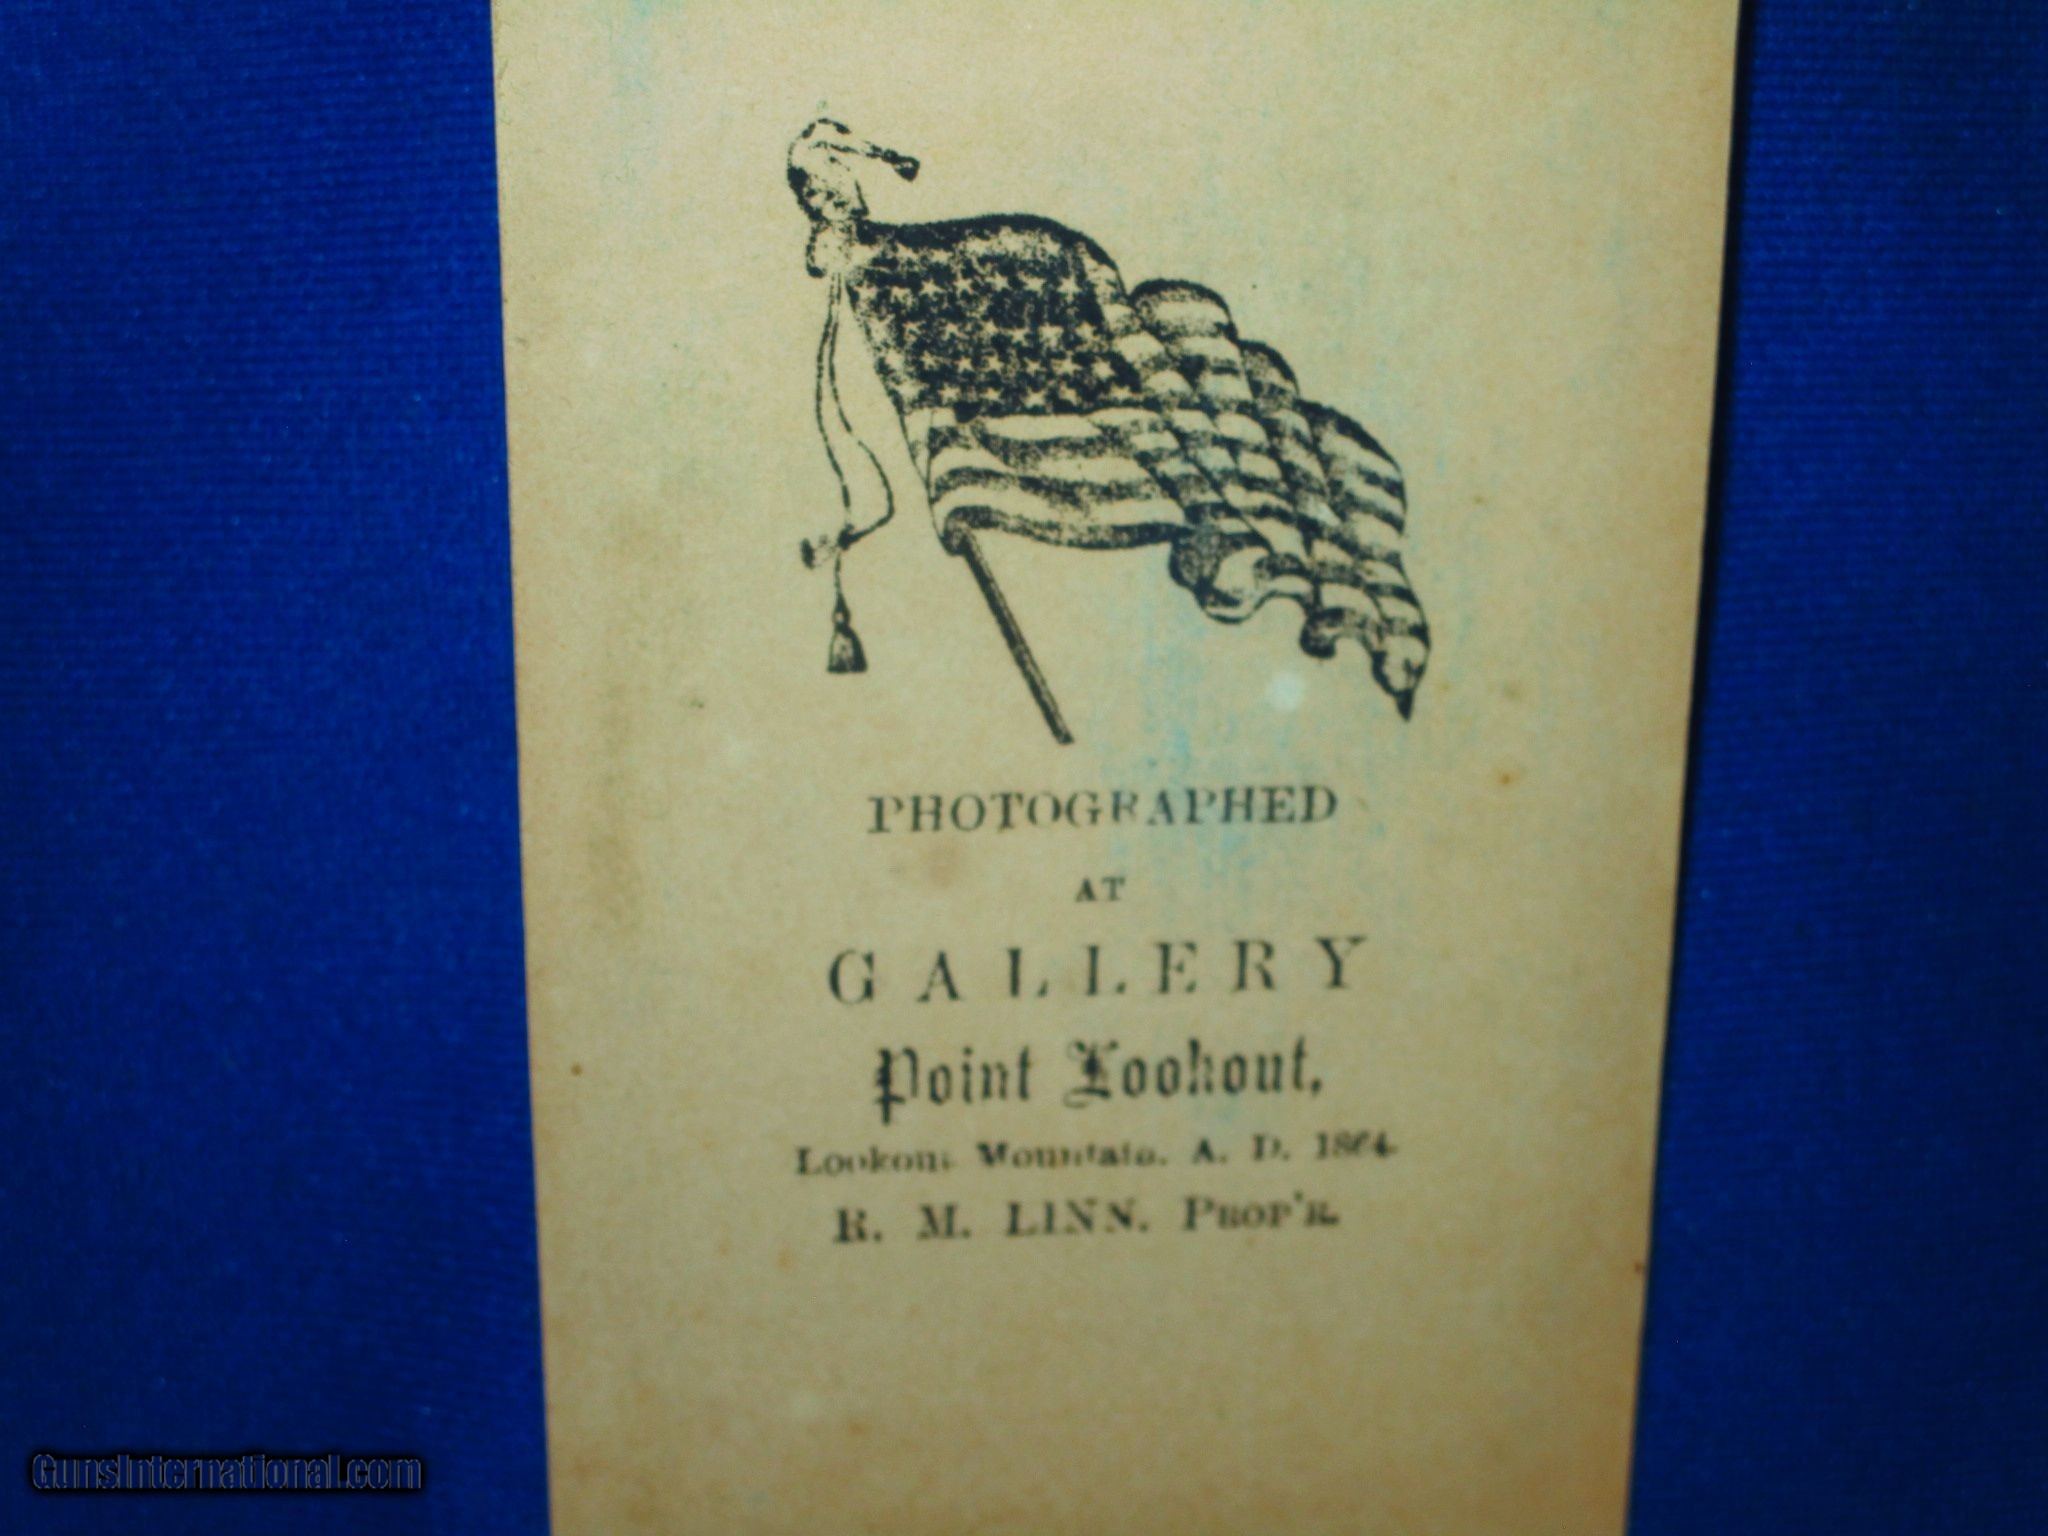 PHOTOGRAPHED
AT
GALLERY
Point Lookout,
Lookout Mountain. A. D. 1864.
R. M. LINN. PROP'R.
GunsInternational.com